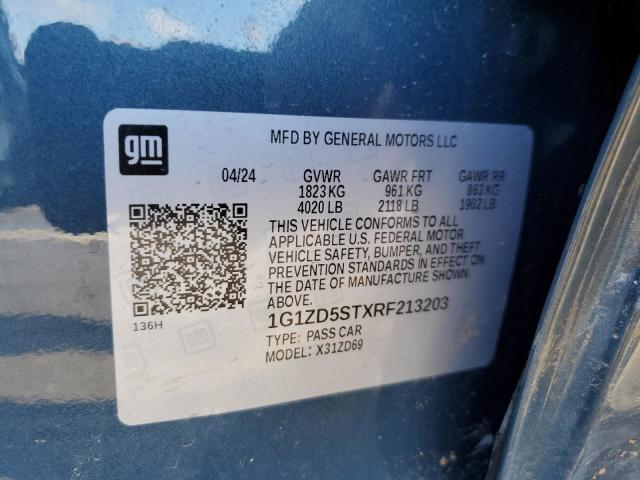 gm
MFD BY GENERAL MOTORS LLC
04/24 GVWR GAWR FRT GAWR RR
1823 KG 961 KG 863 KG
4020 LB 2118 LB 1902 LB
THIS VEHICLE CONFORMS TO ALL
APPLICABLE U.S. FEDERAL MOTOR
VEHICLE SAFETY, BUMPER, AND THEFT
PREVENTION STANDARDS IN EFFECT ON
THE DATE OF MANUFACTURE SHOWN
ABOVE.
1G1ZD5STXRF213203
TYPE: PASS CAR
MODEL: X31ZD69
136H